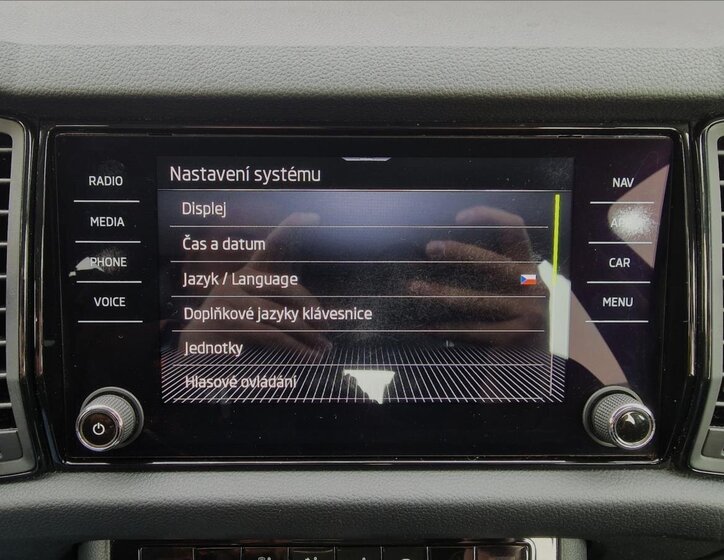 Nastavení systému
RADIO
MEDIA
PHONE
VOICE
Displej
Čas a datum
Jazyk / Language
Doplňkové jazyky klávesnice
Jednotky
Hlasové ovládání
NAV
CAR
MENU